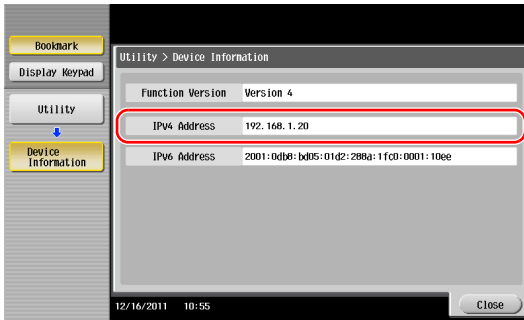 Bookmark
Display Keypad
Utility
Device
Information
Utility > Device Information
Function Version Version 4
IPv4 Address 192.168.1.20
IPv6 Address 2001:0db8:bd05:01d2:288a:1fc0:0001:10ee
12/16/2011 10:55
Close